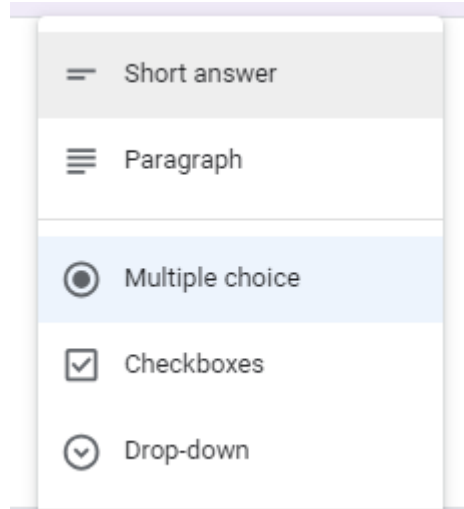 Short answer
Paragraph
Multiple choice
Checkboxes
Drop-down